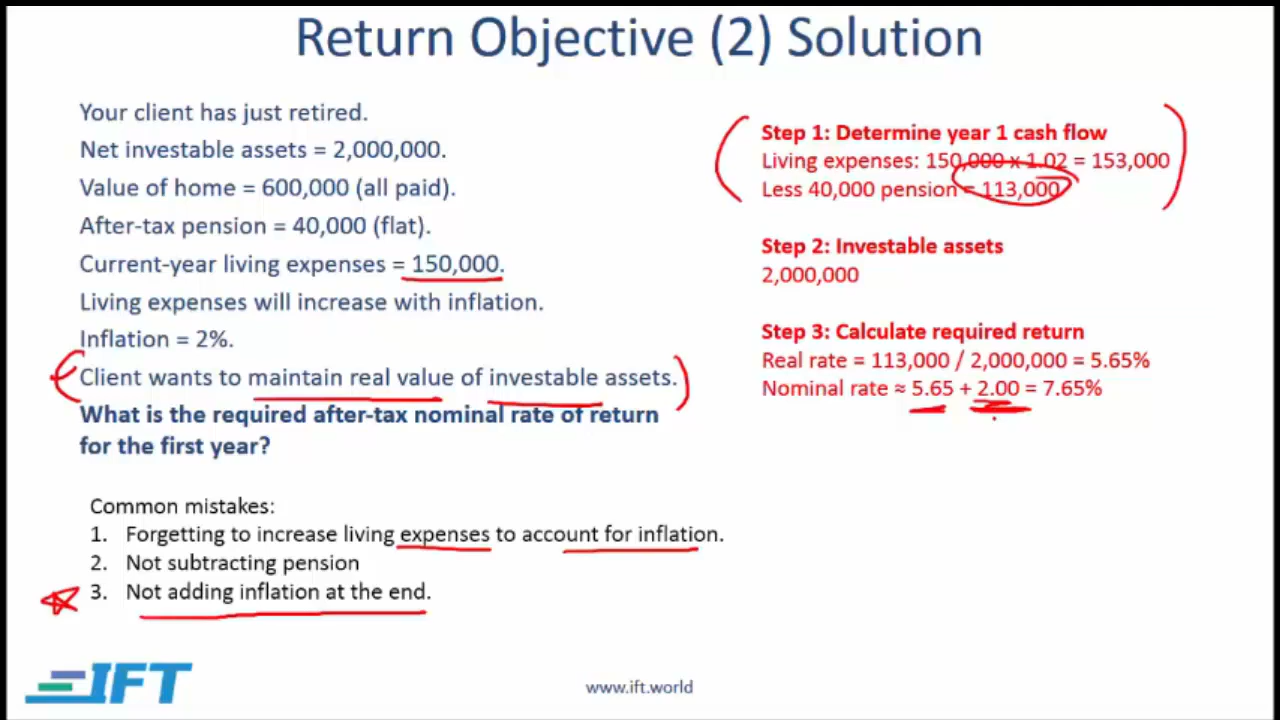 Return Objective (2) Solution
Your client has just retired.
Net investable assets = 2,000,000.
Value of home = 600,000 (all paid).
After-tax pension = 40,000 (flat).
Current-year living expenses = 150,000.
Living expenses will increase with inflation.
Inflation = 2%.
Client wants to maintain real value of investable assets.
What is the required after-tax nominal rate of return
for the first year?
Common mistakes:
1. Forgetting to increase living expenses to account for inflation.
2. Not subtracting pension
3. Not adding inflation at the end.
Step 1: Determine year 1 cash flow
Living expenses: 150,000 x 1.02 = 153,000
Less 40,000 pension = 113,000
Step 2: Investable assets
2,000,000
Step 3: Calculate required return
Real rate = 113,000 / 2,000,000 = 5.65%
Nominal rate ≈ 5.65 + 2.00 = 7.65%
IFT
www.ift.world